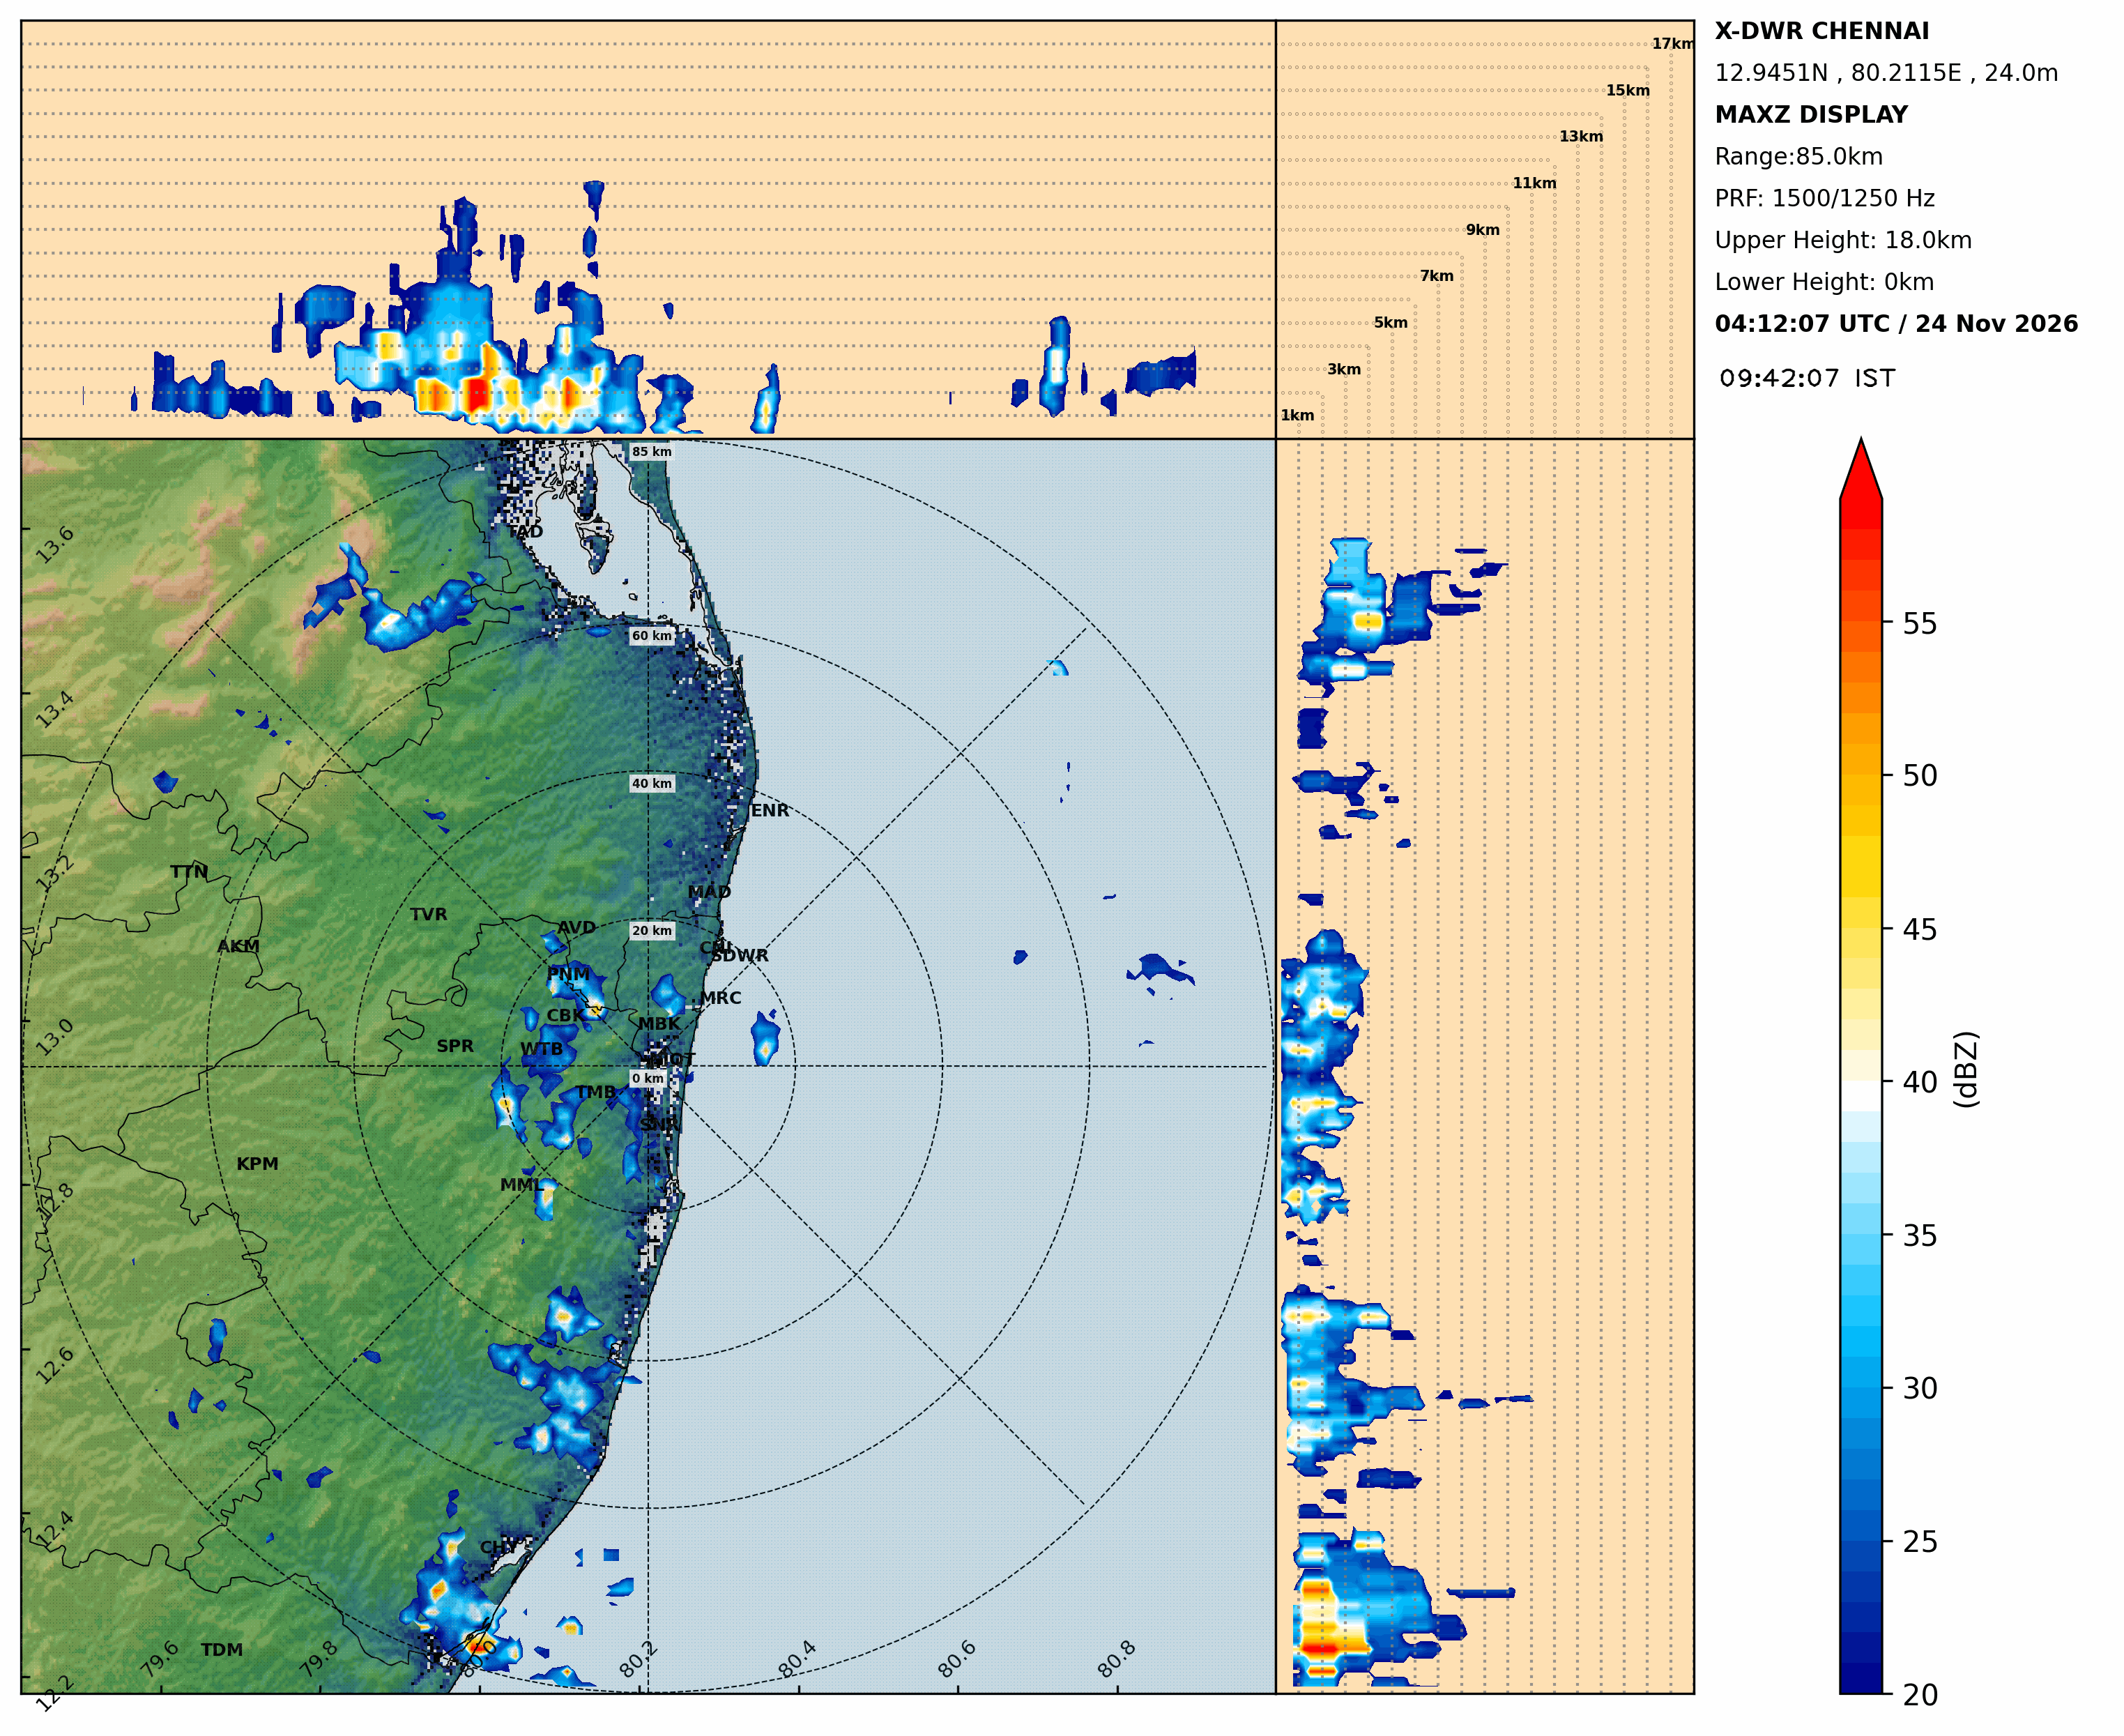 X-DWR CHENNAI
12.9451N , 80.2115E , 24.0m
MAXZ DISPLAY
Range:85.0km
PRF: 1500/1250 Hz
Upper Height: 18.0km
Lower Height: 0km
04:12:07 UTC / 24 Nov 2026
09:42:07 IST
17km
15km
13km
11km
9km
7km
5km
3km
1km
85 km
60 km
40 km
20 km
0 km
TAD
ENR
TTN
MAD
TVR
AVD
AKM
CNI
SDWR
PNM
MRC
CBK
MBK
SPR
WTB
IOT
TMB
SNR
KPM
MML
CHY
TDM
13.6
13.4
13.2
13.0
12.8
12.6
12.4
12.2
79.6
79.8
80.0
80.2
80.4
80.6
80.8
55
50
45
40
35
30
25
20
(dBZ)